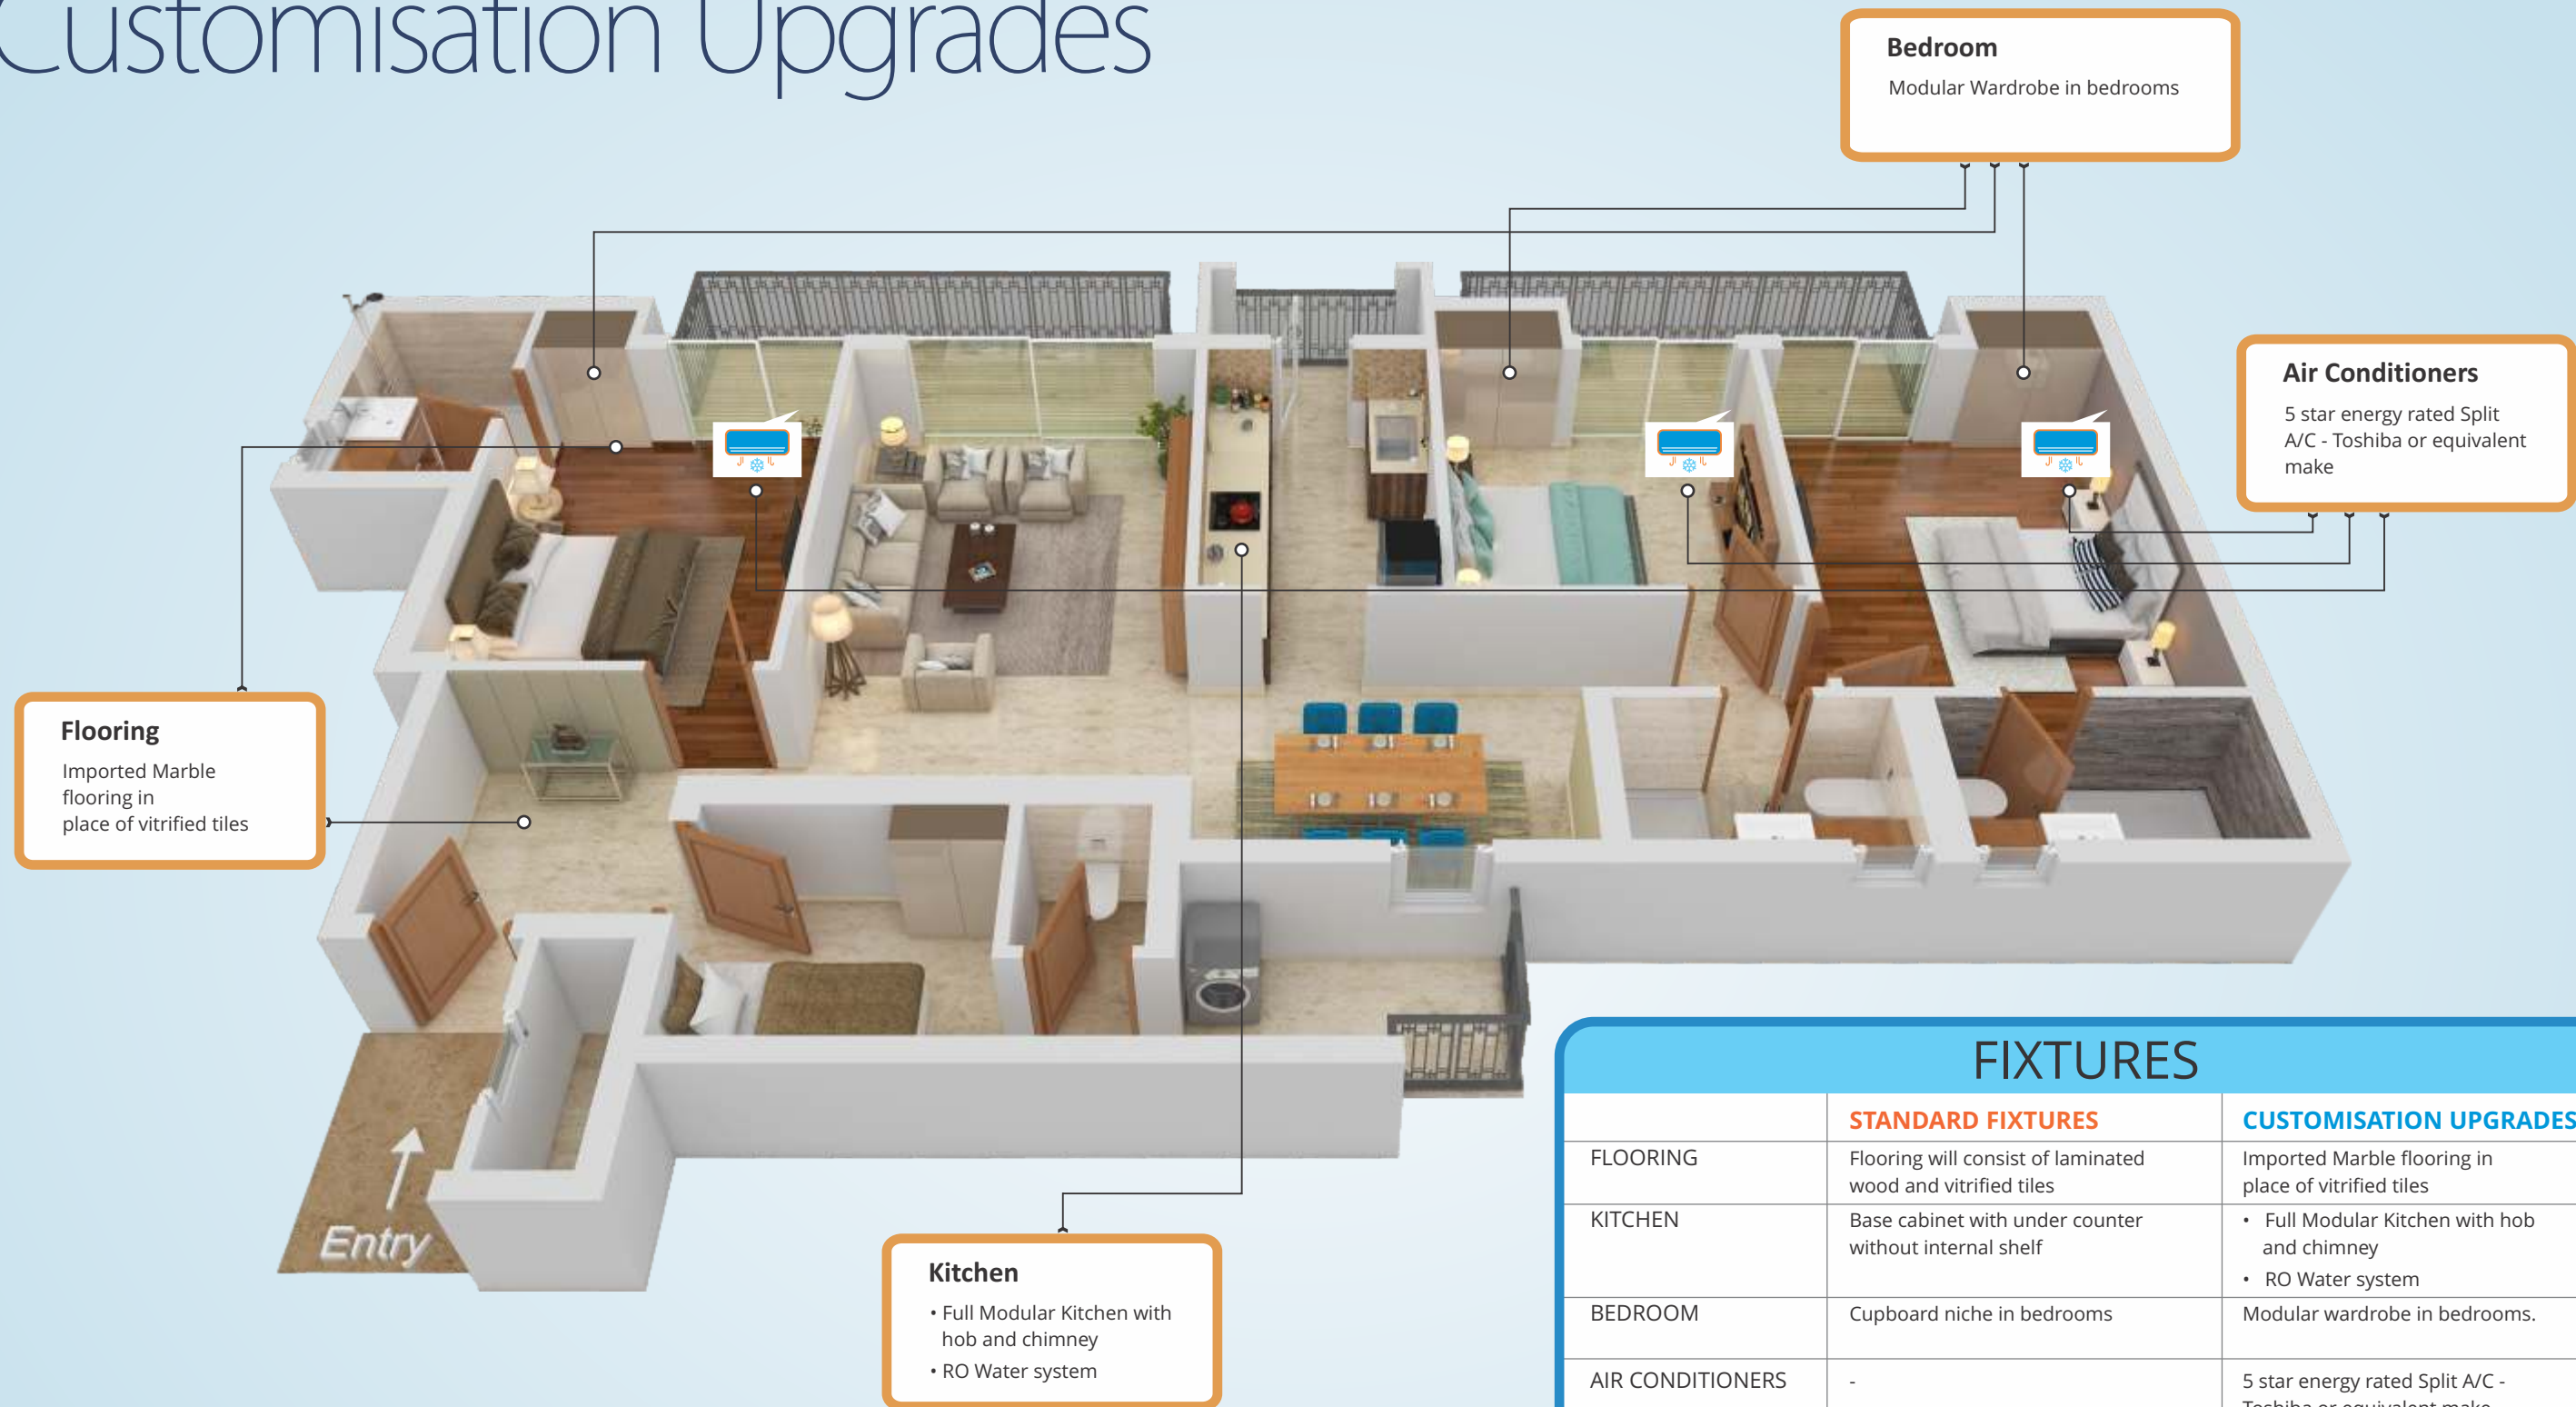 Customisation Upgrades
Bedroom
Modular Wardrobe in bedrooms
Air Conditioners
5 star energy rated Split
A/C - Toshiba or equivalent
make
Flooring
Imported Marble
flooring in
place of vitrified tiles
Entry
Kitchen
• Full Modular Kitchen with
hob and chimney
• RO Water system
FIXTURES
STANDARD FIXTURES CUSTOMISATION UPGRADES
FLOORING Flooring will consist of laminated Imported Marble flooring in
wood and vitrified tiles place of vitrified tiles
KITCHEN Base cabinet with under counter • Full Modular Kitchen with hob
without internal shelf and chimney
• RO Water system
BEDROOM Cupboard niche in bedrooms Modular wardrobe in bedrooms.
AIR CONDITIONERS - 5 star energy rated Split A/C -
Toshiba or equivalent make